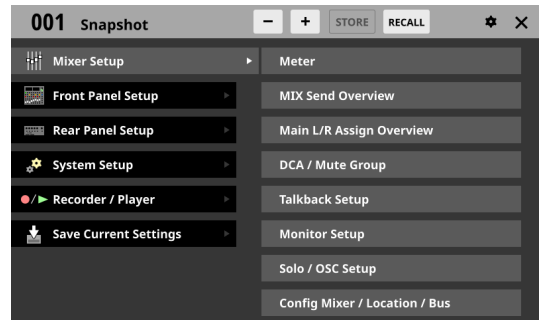 001 Snapshot
− + STORE RECALL
Mixer Setup
Front Panel Setup
Rear Panel Setup
System Setup
Recorder / Player
Save Current Settings
Meter
MIX Send Overview
Main L/R Assign Overview
DCA / Mute Group
Talkback Setup
Monitor Setup
Solo / OSC Setup
Config Mixer / Location / Bus